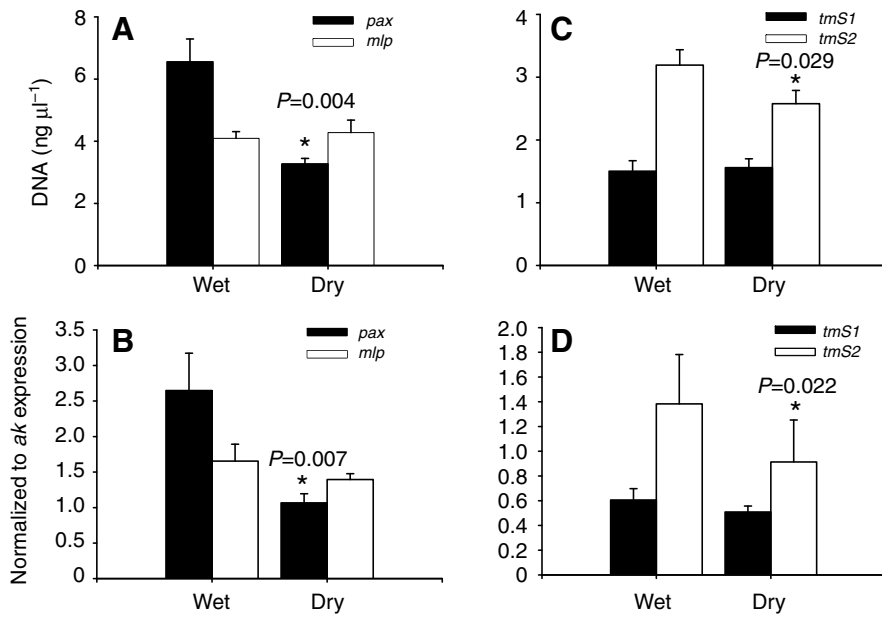 A
pax
mlp
8
6
4
2
0
DNA (ng µl−1)
P=0.004
*
Wet
Dry
C
tmS1
tmS2
4
3
2
1
0
P=0.029
*
Wet
Dry
B
pax
mlp
3.5
3.0
2.5
2.0
1.5
1.0
0.5
0
Normalized to ak expression
P=0.007
*
Wet
Dry
D
tmS1
tmS2
2.0
1.8
1.6
1.4
1.2
1.0
0.8
0.6
0.4
0.2
0
P=0.022
*
Wet
Dry